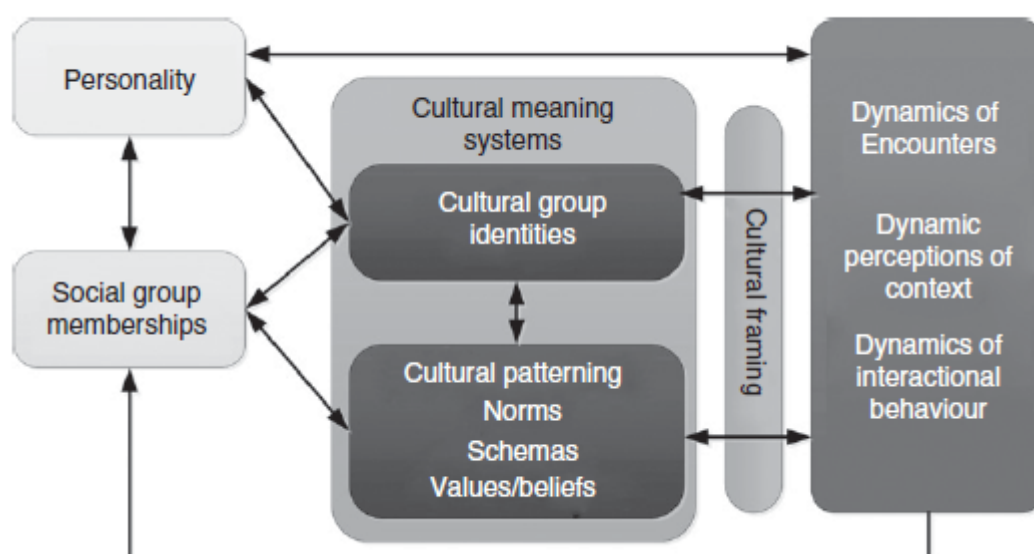 Personality
Social group
memberships
Cultural meaning
systems
Cultural group
identities
Cultural patterning
Norms
Schemas
Values/beliefs
Cultural framing
Dynamics of
Encounters
Dynamic
perceptions of
context
Dynamics of
interactional
behaviour